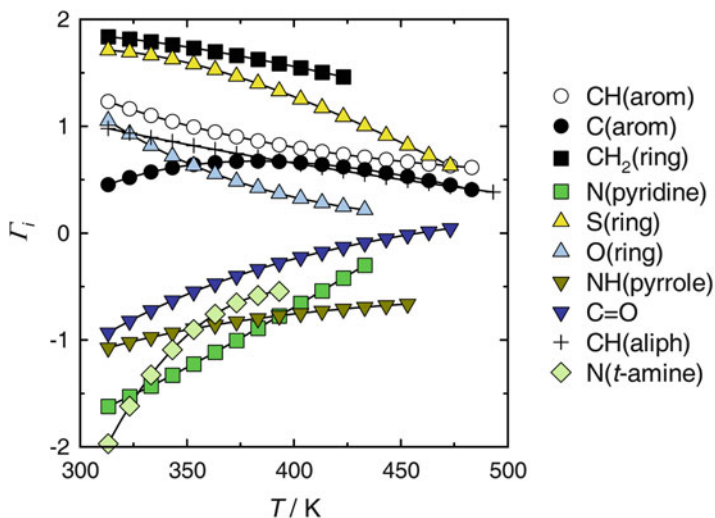 2
1
Γi
0
-1
-2
300 350 400 450 500
T / K
CH(arom)
C(arom)
CH2(ring)
N(pyridine)
S(ring)
O(ring)
NH(pyrrole)
C=O
CH(aliph)
N(t-amine)